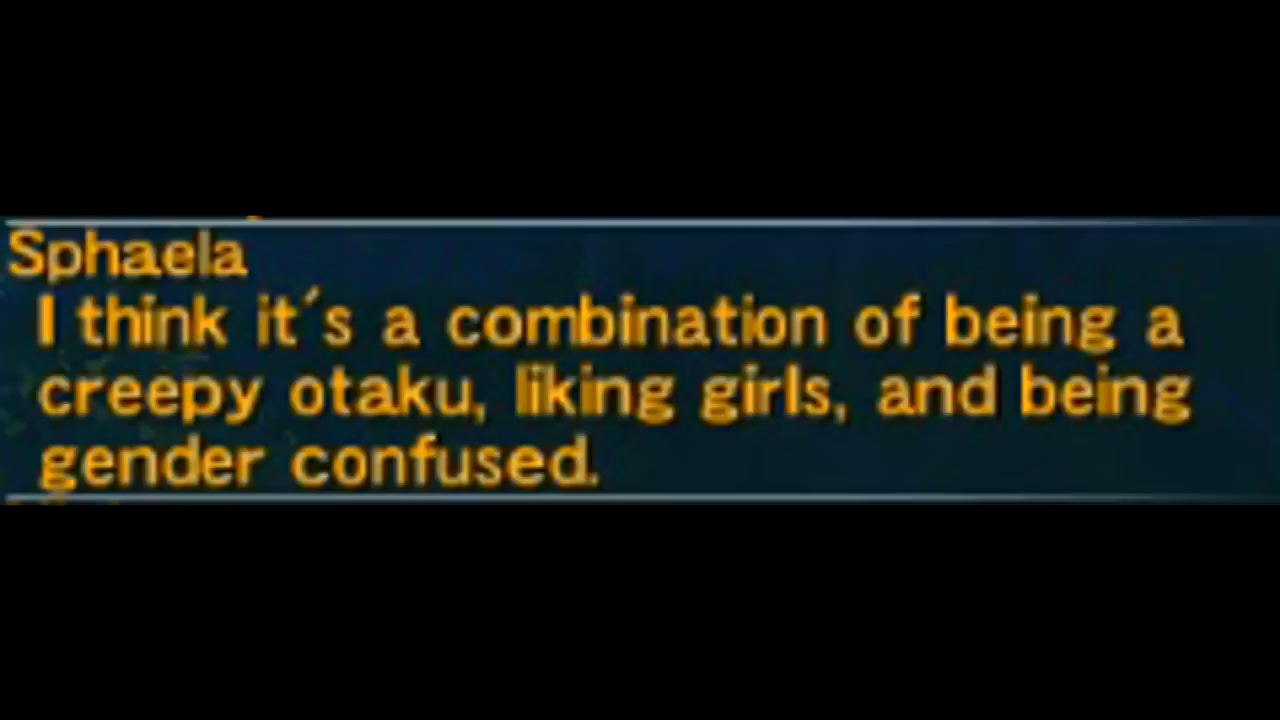 Sphaela
I think it´s a combination of being a
creepy otaku, liking girls, and being
gender confused.